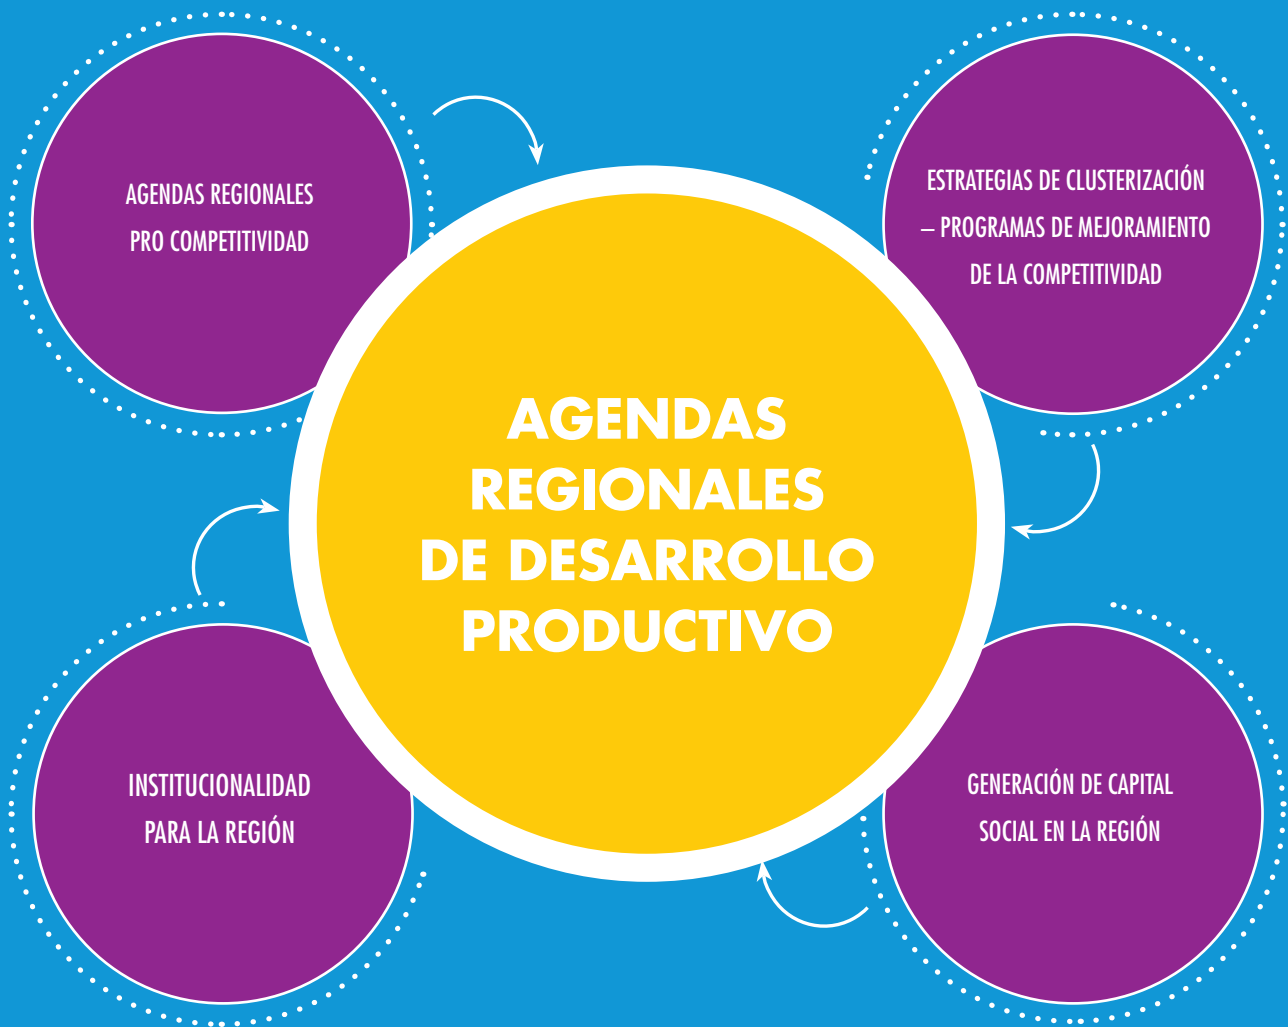 AGENDAS REGIONALES
PRO COMPETITIVIDAD
ESTRATEGIAS DE CLUSTERIZACIÓN
– PROGRAMAS DE MEJORAMIENTO
DE LA COMPETITIVIDAD
AGENDAS
REGIONALES
DE DESARROLLO
PRODUCTIVO
INSTITUCIONALIDAD
PARA LA REGIÓN
GENERACIÓN DE CAPITAL
SOCIAL EN LA REGIÓN